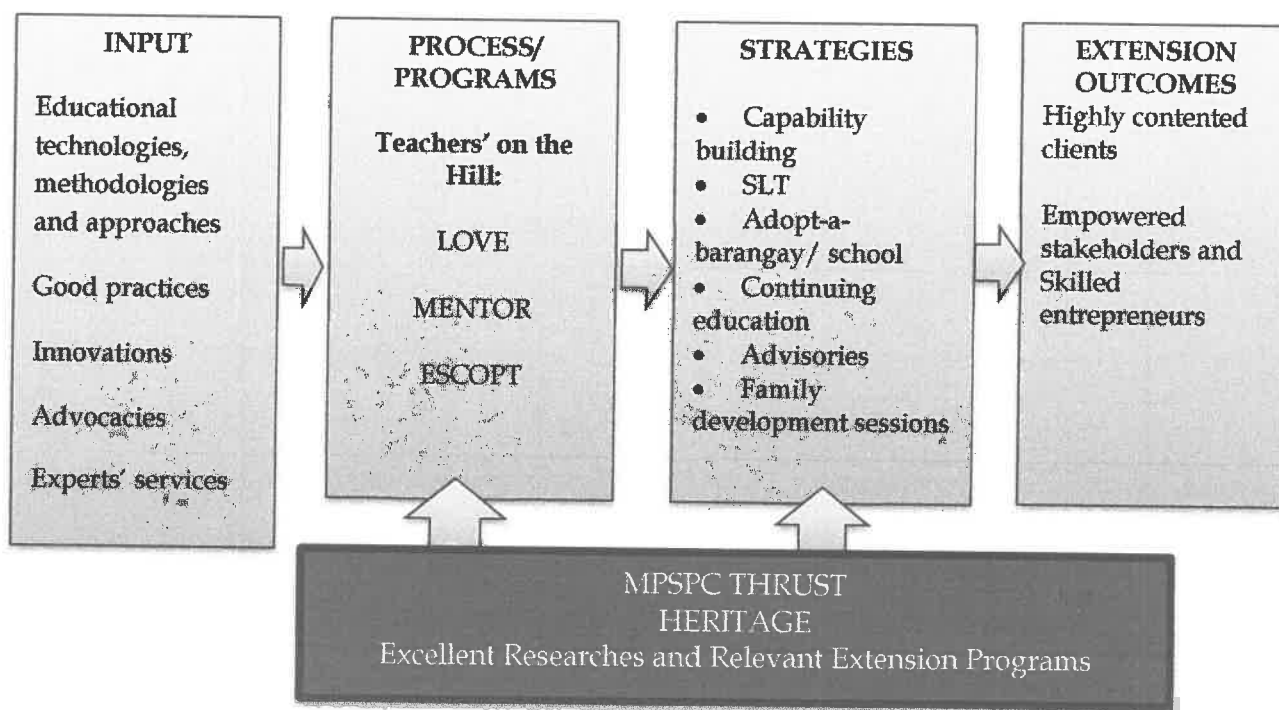 INPUT
Educational
technologies,
methodologies
and approaches
Good practices
Innovations
Advocacies
Experts' services
PROCESS/
PROGRAMS
Teachers' on the
Hill:
LOVE
MENTOR
ESCOPT
STRATEGIES
• Capability
building
• SLT
• Adopt-a-
barangay/ school
• Continuing
education
• Advisories
• Family
development sessions
EXTENSION
OUTCOMES
Highly contented
clients
Empowered
stakeholders and
Skilled
entrepreneurs
MPSPC THRUST
HERITAGE
Excellent Researches and Relevant Extension Programs